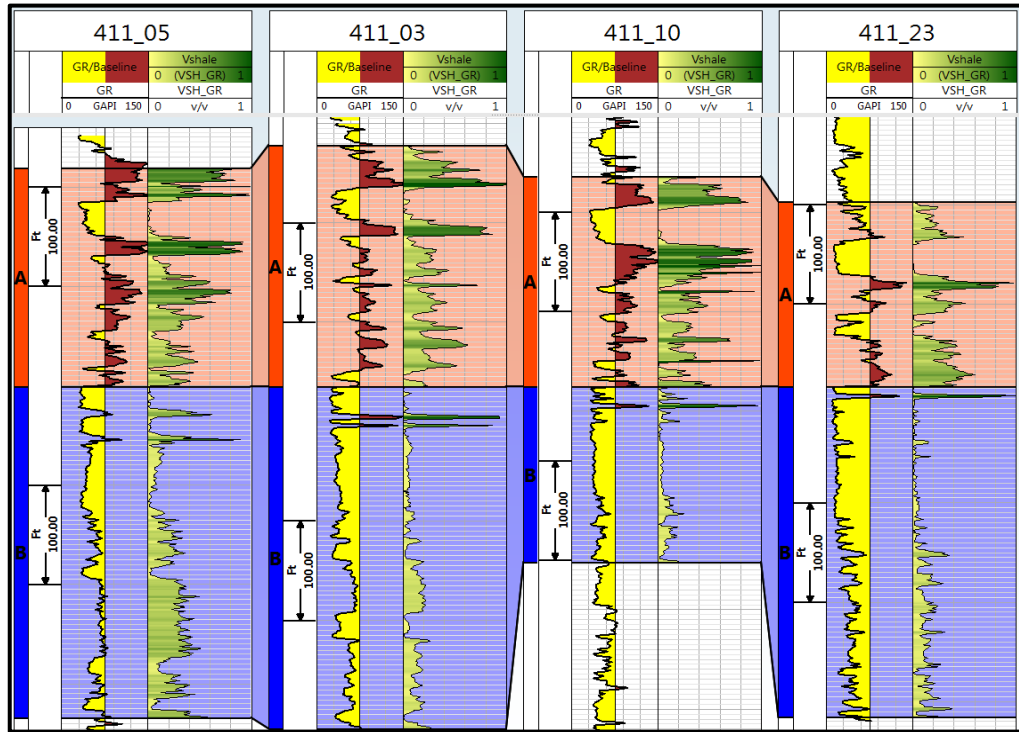 411_05
411_03
411_10
411_23
GR/Baseline
Vshale
0 (VSH_GR) 1
GR
VSH_GR
0 GAPI 150
0 v/v 1
GR/Baseline
Vshale
0 (VSH_GR) 1
GR
VSH_GR
0 GAPI 150
0 v/v 1
GR/Baseline
Vshale
0 (VSH_GR) 1
GR
VSH_GR
0 GAPI 150
0 v/v 1
GR/Baseline
Vshale
0 (VSH_GR) 1
GR
VSH_GR
0 GAPI 150
0 v/v 1
A
Ft
100.00
B
Ft
100.00
A
Ft
100.00
B
Ft
100.00
A
Ft
100.00
B
Ft
100.00
A
Ft
100.00
B
Ft
100.00